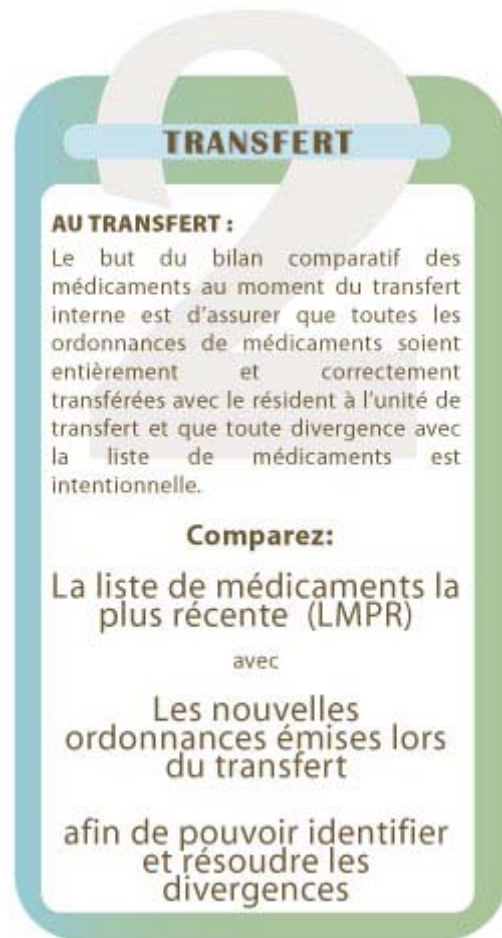 2
TRANSFERT
AU TRANSFERT :
Le but du bilan comparatif des
médicaments au moment du transfert
interne est d'assurer que toutes les
ordonnances de médicaments soient
entièrement et correctement
transférées avec le résident à l'unité de
transfert et que toute divergence avec
la liste de médicaments est
intentionnelle.
Comparez:
La liste de médicaments la
plus récente (LMPR)
avec
Les nouvelles
ordonnances émises lors
du transfert
afin de pouvoir identifier
et résoudre les
divergences